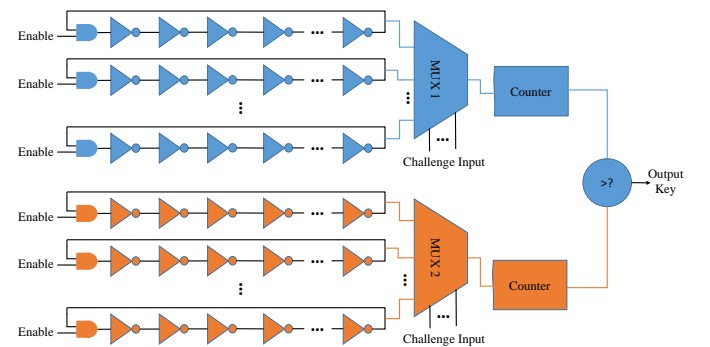 Enable
Enable
Enable
MUX 1
Challenge Input
Counter
>?
Output
Key
Enable
Enable
Enable
MUX 2
Challenge Input
Counter